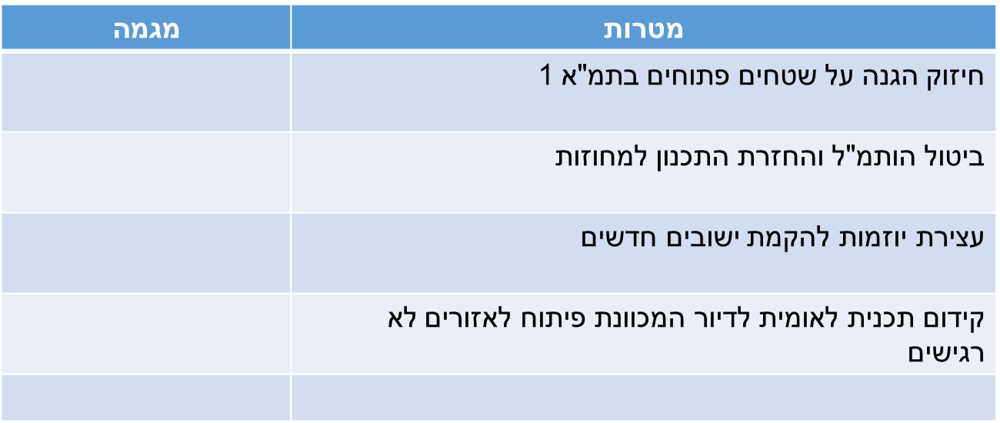 מטרות
מגמה
חיזוק הגנה על שטחים פתוחים בתמ"א 1
ביטול הותמ"ל והחזרת התכנון למחוזות
עצירת יוזמות להקמת ישובים חדשים
קידום תכנית לאומית לדיור המכוונת פיתוח לאזורים לא
רגישים